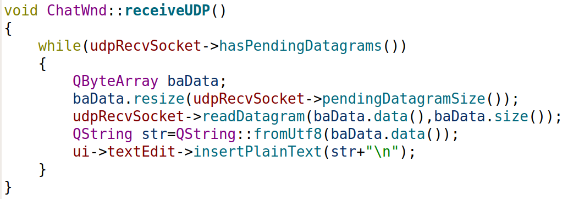 void ChatWnd::receiveUDP()
{
    while(udpRecvSocket->hasPendingDatagrams())
    {
        QByteArray baData;
        baData.resize(udpRecvSocket->pendingDatagramSize());
        udpRecvSocket->readDatagram(baData.data(),baData.size());
        QString str=QString::fromUtf8(baData.data());
        ui->textEdit->insertPlainText(str+"\n");
    }
}